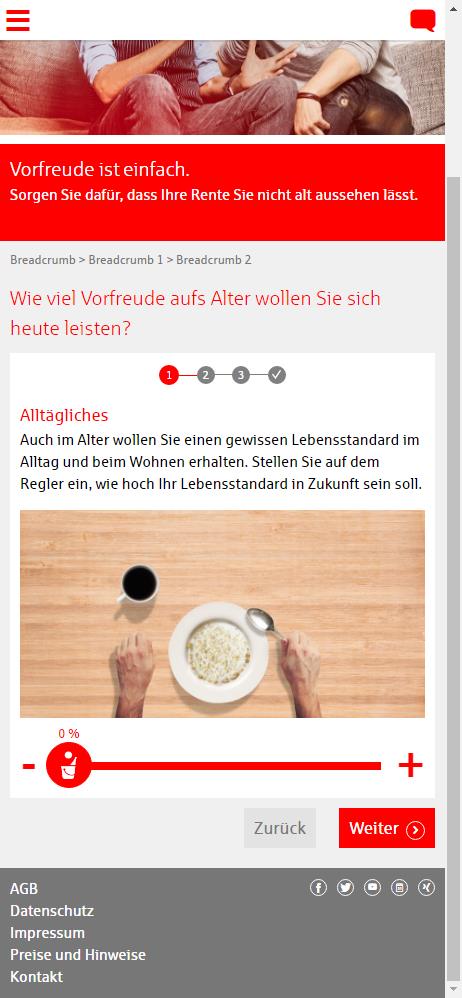 Vorfreude ist einfach.
Sorgen Sie dafür, dass Ihre Rente Sie nicht alt aussehen lässt.
Breadcrumb > Breadcrumb 1 > Breadcrumb 2
Wie viel Vorfreude aufs Alter wollen Sie sich
heute leisten?
1 2 3
Alltägliches
Auch im Alter wollen Sie einen gewissen Lebensstandard im
Alltag und beim Wohnen erhalten. Stellen Sie auf dem
Regler ein, wie hoch Ihr Lebensstandard in Zukunft sein soll.
0 %
- +
Zurück Weiter
AGB
Datenschutz
Impressum
Preise und Hinweise
Kontakt